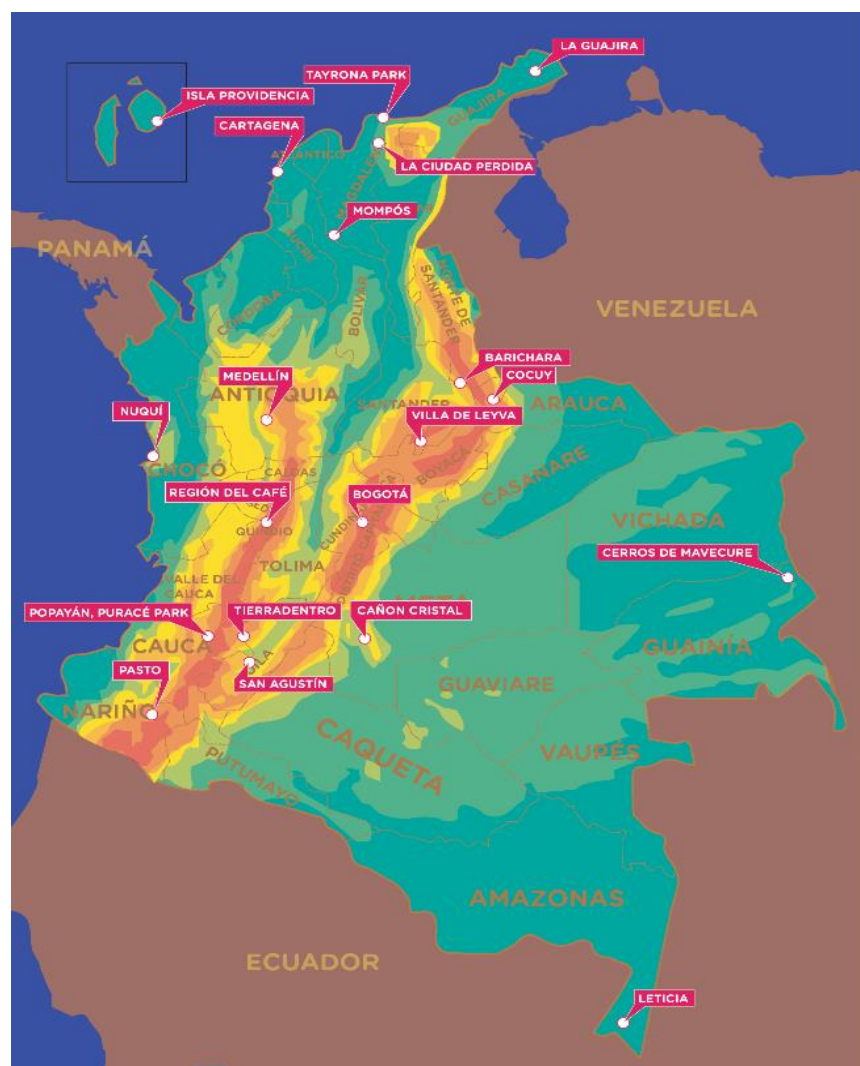 LA GUAJIRA
TAYRONA PARK
ISLA PROVIDENCIA
GUAJIRA
CARTAGENA
ATLANTICO
LA CIUDAD PERDIDA
MOMPÓS
SUCRE
PANAMÁ
NORTE DE
SANTANDER
VENEZUELA
BOLIVAR
CORDOBA
BARICHARA
COCUY
MEDELLÍN
ANTIOQUIA
SANTANDER
ARAUCA
NUQUÍ
VILLA DE LEYVA
CHOCÓ
BOYACÁ
CASANARE
CALDAS
REGIÓN DEL CAFÉ
BOGOTÁ
VICHADA
QUINDIO
CERROS DE MAVECURE
TOLIMA
VALLE DEL
CAUCA
META
POPAYÁN, PURACÉ PARK
TIERRADENTRO
CAÑON CRISTAL
CAUCA
GUAINÍA
PASTO
SAN AGUSTÍN
GUAVIARE
NARIÑO
CAQUETA
VAUPÉS
PUTUMAYO
AMAZONAS
ECUADOR
LETICIA